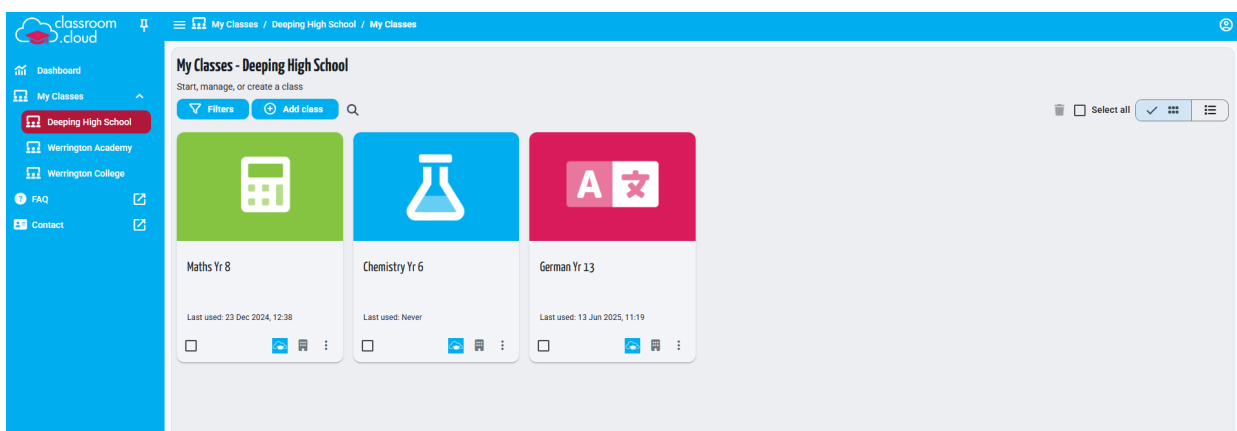 classroom
.cloud
My Classes / Deeping High School / My Classes
Dashboard
My Classes
Deeping High School
Werrington Academy
Werrington College
FAQ
Contact
My Classes - Deeping High School
Start, manage, or create a class
Filters
Add class
Select all
A 文
Maths Yr 8
Last used: 23 Dec 2024, 12:38
Chemistry Yr 6
Last used: Never
German Yr 13
Last used: 13 Jun 2025, 11:19